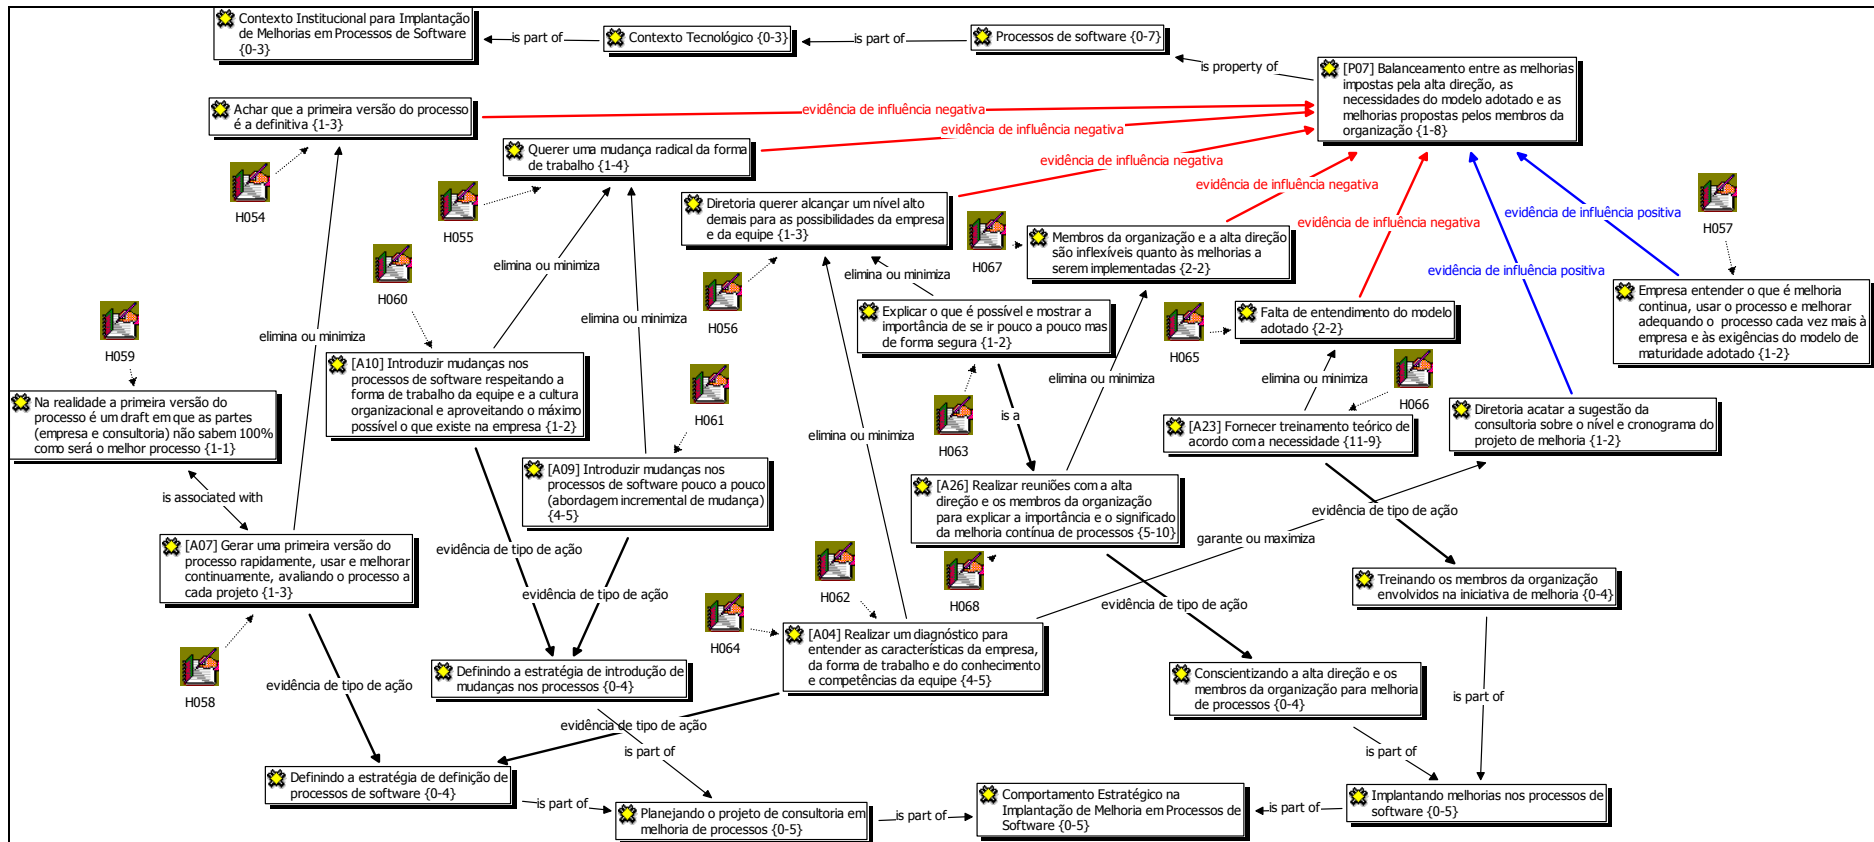 Contexto Institucional para Implantação
de Melhorias em Processos de Software
{0-3}
is part of
Contexto Tecnológico {0-3}
is part of
Processos de software {0-7}
is property of
[P07] Balanceamento entre as melhorias
impostas pela alta direção, as
necessidades do modelo adotado e as
melhorias propostas pelos membros da
organização {1-8}
Achar que a primeira versão do processo
é a definitiva {1-3}
evidência de influência negativa
H054
Querer uma mudança radical da forma
de trabalho {1-4}
evidência de influência negativa
H055
Diretoria querer alcançar um nível alto
demais para as possibilidades da empresa
e da equipe {1-3}
evidência de influência negativa
H056
Membros da organização e a alta direção
são inflexíveis quanto às melhorias a
serem implementadas {2-2}
evidência de influência negativa
H067
evidência de influência negativa
evidência de influência positiva
H057
evidência de influência positiva
Empresa entender o que é melhoria
continua, usar o processo e melhorar
adequando o processo cada vez mais à
empresa e às exigências do modelo de
maturidade adotado {1-2}
Falta de entendimento do modelo
adotado {2-2}
H065
elimina ou minimiza
H060
elimina ou minimiza
elimina ou minimiza
Explicar o que é possível e mostrar a
importância de se ir pouco a pouco mas
de forma segura {1-2}
elimina ou minimiza
elimina ou minimiza
H059
[A10] Introduzir mudanças nos
processos de software respeitando a
forma de trabalho da equipe e a cultura
organizacional e aproveitando o máximo
possível o que existe na empresa {1-2}
H061
elimina ou minimiza
elimina ou minimiza
H066
Na realidade a primeira versão do
processo é um draft em que as partes
(empresa e consultoria) não sabem 100%
como será o melhor processo {1-1}
elimina ou minimiza
H063
is a
[A23] Fornecer treinamento teórico de
acordo com a necessidade {11-9}
Diretoria acatar a sugestão da
consultoria sobre o nível e cronograma do
projeto de melhoria {1-2}
[A09] Introduzir mudanças nos
processos de software pouco a pouco
(abordagem incremental de mudança)
{4-5}
is associated with
[A26] Realizar reuniões com a alta
direção e os membros da organização
para explicar a importância e o significado
da melhoria contínua de processos {5-10}
evidência de tipo de ação
garante ou maximiza
[A07] Gerar uma primeira versão do
processo rapidamente, usar e melhorar
continuamente, avaliando o processo a
cada projeto {1-3}
evidência de tipo de ação
evidência de tipo de ação
H062
H068
evidência de tipo de ação
Treinando os membros da organização
envolvidos na iniciativa de melhoria {0-4}
H058
H064
[A04] Realizar um diagnóstico para
entender as características da empresa,
da forma de trabalho e do conhecimento
e competências da equipe {4-5}
evidência de tipo de ação
Definindo a estratégia de introdução de
mudanças nos processos {0-4}
Conscientizando a alta direção e os
membros da organização para melhoria
de processos {0-4}
is part of
evidência de tipo de ação
is part of
is part of
Definindo a estratégia de definição de
processos de software {0-4}
is part of
Planejando o projeto de consultoria em
melhoria de processos {0-5}
is part of
Comportamento Estratégico na
Implantação de Melhoria em Processos de
Software {0-5}
is part of
Implantando melhorias nos processos de
software {0-5}